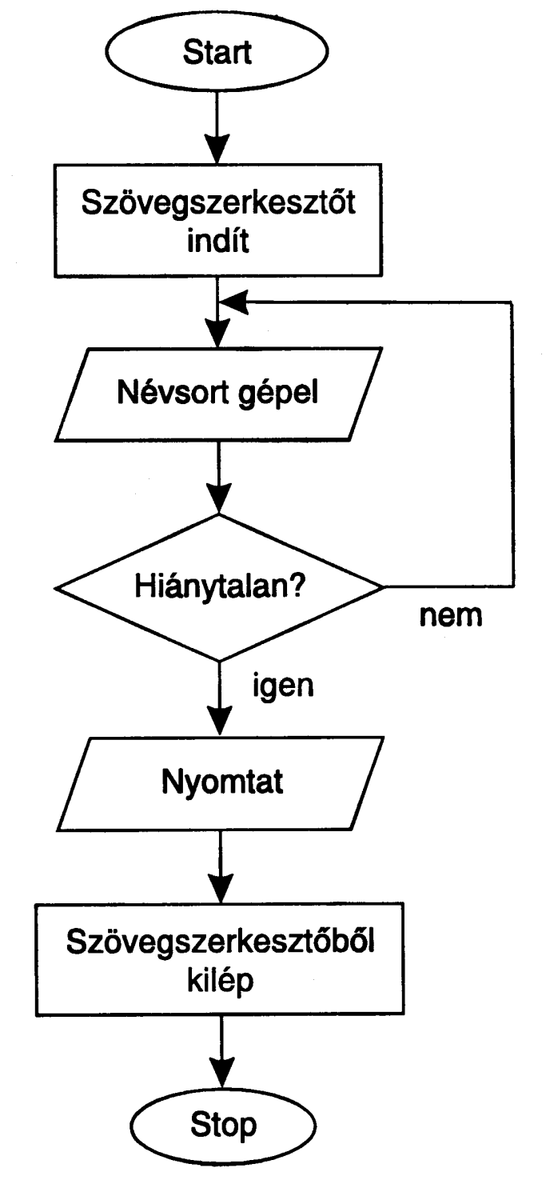 Start
Szövegszerkesztőt
indít
Névsort gépel
Hiánytalan?
nem
igen
Nyomtat
Szövegszerkesztőből
kilép
Stop